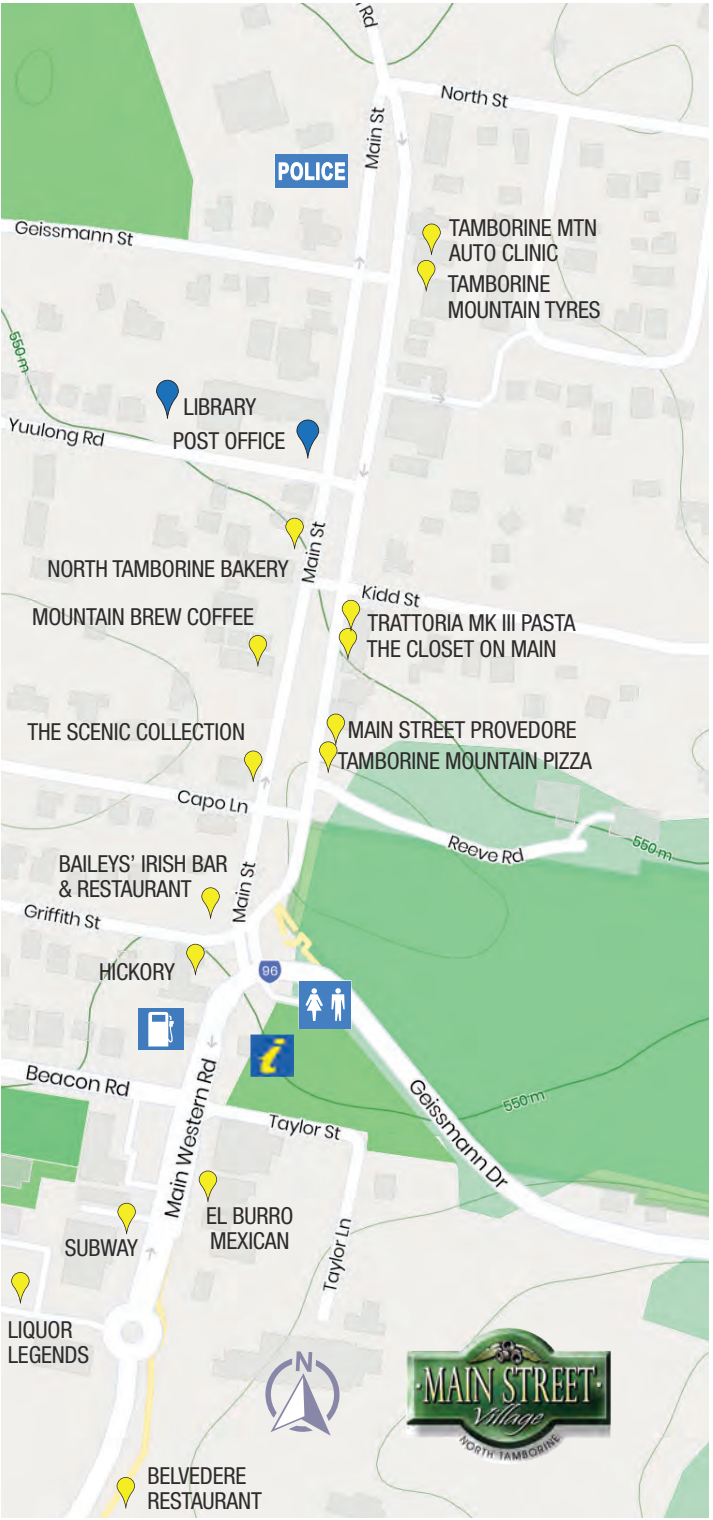 Rd
North St
Main St
POLICE
TAMBORINE MTN
AUTO CLINIC
Geissmann St
TAMBORINE
MOUNTAIN TYRES
550 m
LIBRARY
Yuulong Rd
POST OFFICE
Main St
NORTH TAMBORINE BAKERY
Kidd St
MOUNTAIN BREW COFFEE
TRATTORIA MK III PASTA
THE CLOSET ON MAIN
THE SCENIC COLLECTION
MAIN STREET PROVEDORE
TAMBORINE MOUNTAIN PIZZA
Capo Ln
Reeve Rd
550 m
BAILEYS' IRISH BAR
& RESTAURANT
Main St
Griffith St
HICKORY
96
i
Beacon Rd
Main Western Rd
Taylor St
Geissmann Dr
550 m
EL BURRO
MEXICAN
SUBWAY
Taylor Ln
LIQUOR
LEGENDS
N
MAIN STREET
Village
NORTH TAMBORINE
BELVEDERE
RESTAURANT